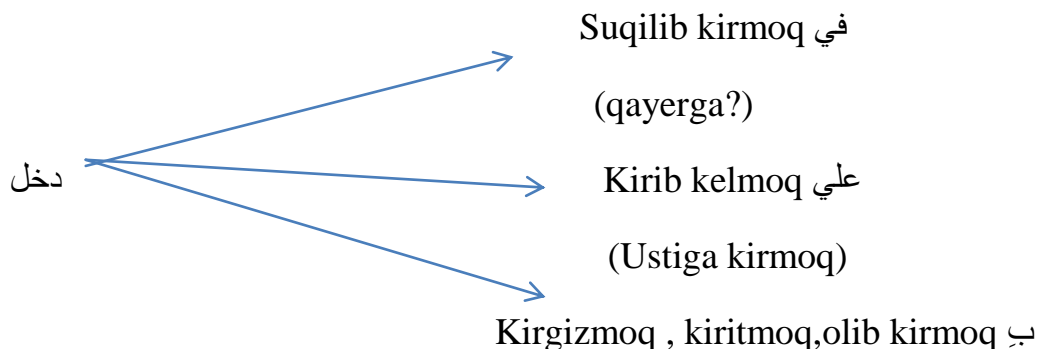 Suqilib kirmoq في
(qayerga?)
دخل
Kirib kelmoq علي
(Ustiga kirmoq)
Kirgizmoq , kiritmoq,olib kirmoq بِ